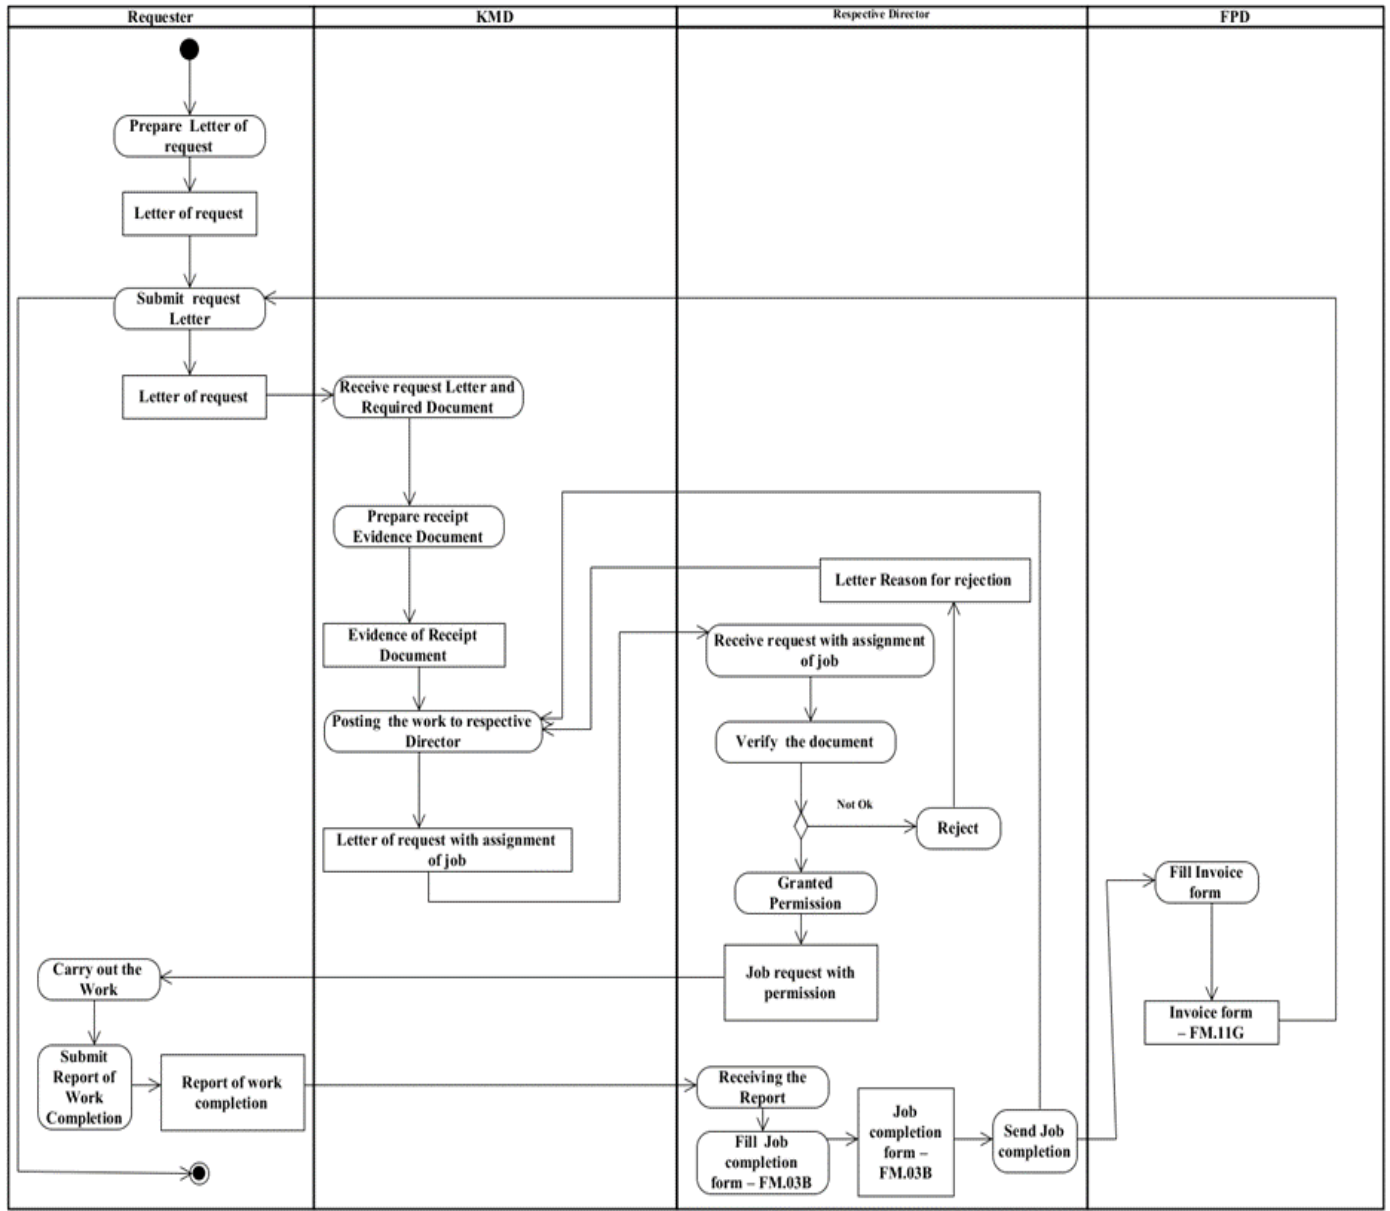 Requester
KMD
Respective Director
FPD
Prepare Letter of
request
Letter of request
Submit request
Letter
Letter of request
Receive request Letter and
Required Document
Prepare receipt
Evidence Document
Evidence of Receipt
Document
Posting the work to respective
Director
Letter of request with assignment
of job
Letter Reason for rejection
Receive request with assignment
of job
Verify the document
Not Ok
Reject
Granted
Permission
Job request with
permission
Fill Invoice
form
Invoice form
– FM.11G
Carry out the
Work
Submit
Report of
Work
Completion
Report of work
completion
Receiving the
Report
Fill Job
completion
form – FM.03B
Job
completion
form –
FM.03B
Send Job
completion